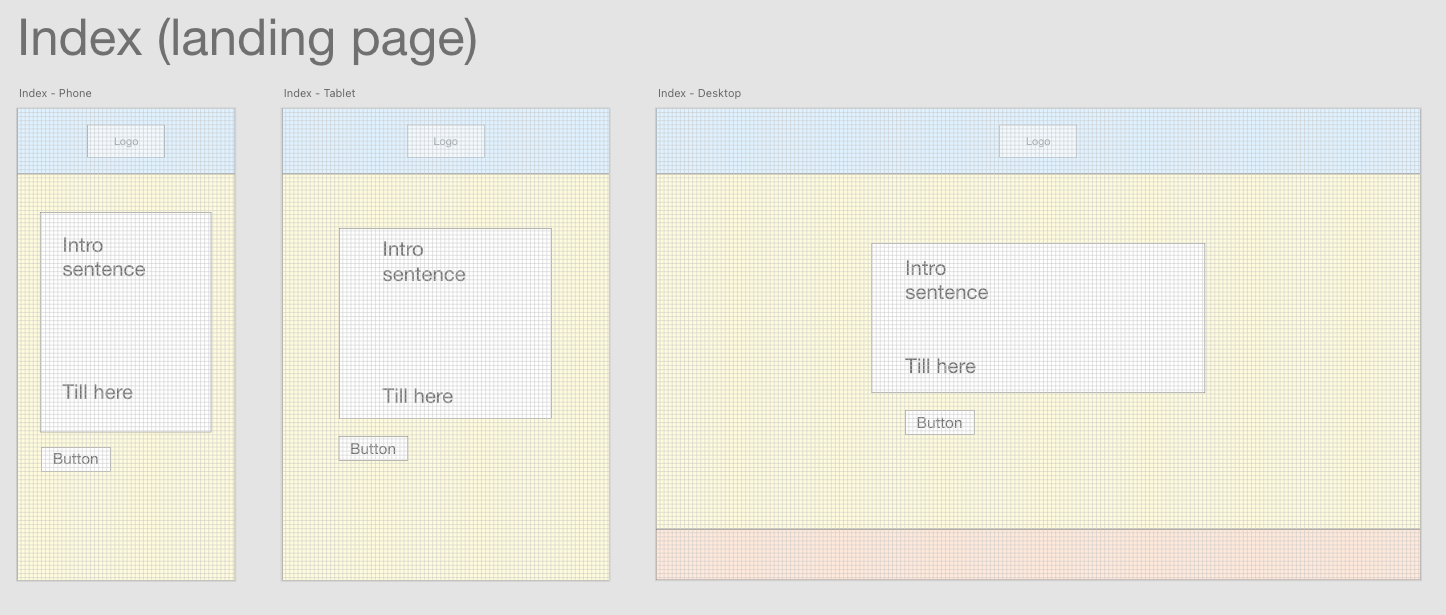 Index (landing page)
Index - Phone
Logo
Intro
sentence
Till here
Button
Index - Tablet
Logo
Intro
sentence
Till here
Button
Index - Desktop
Logo
Intro
sentence
Till here
Button